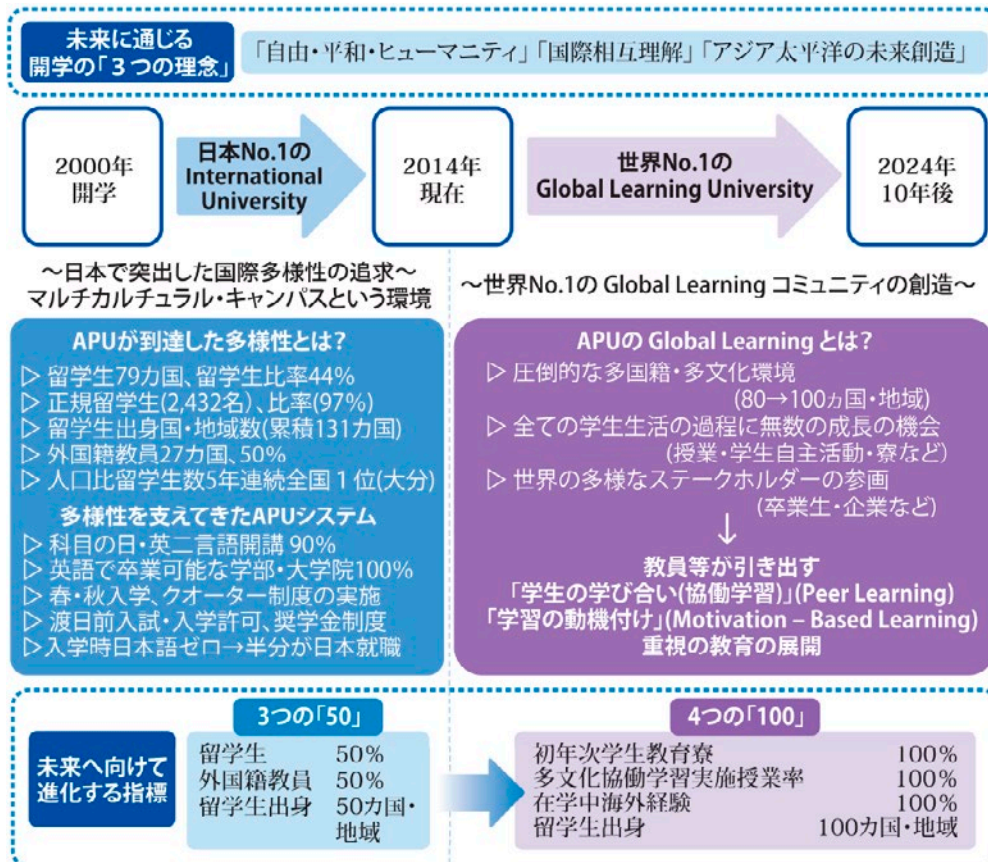 未来に通じる
開学の「３つの理念」
「自由・平和・ヒューマニティ」「国際相互理解」「アジア太平洋の未来創造」
2000年
開学
日本No.1の
International
University
2014年
現在
世界No.1の
Global Learning University
2024年
10年後
〜日本で突出した国際多様性の追求〜
マルチカルチュラル・キャンパスという環境
APUが到達した多様性とは？
▷ 留学生79カ国、留学生比率44%
▷ 正規留学生(2,432名)、比率(97%)
▷ 留学生出身国・地域数(累積131カ国)
▷ 外国籍教員27カ国、50%
▷ 人口比留学生数5年連続全国１位(大分)
多様性を支えてきたAPUシステム
▷ 科目の日・英二言語開講 90%
▷ 英語で卒業可能な学部・大学院100%
▷ 春・秋入学、クオーター制度の実施
▷ 渡日前入試・入学許可、奨学金制度
▷ 入学時日本語ゼロ→半分が日本就職
〜世界No.1の Global Learning コミュニティの創造〜
APUの Global Learning とは？
▷ 圧倒的な多国籍・多文化環境
(80→100ヵ国・地域)
▷ 全ての学生生活の過程に無数の成長の機会
(授業・学生自主活動・寮など)
▷ 世界の多様なステークホルダーの参画
(卒業生・企業など)
↓
教員等が引き出す
「学生の学び合い(協働学習)」(Peer Learning)
「学習の動機付け」(Motivation – Based Learning)
重視の教育の展開
未来へ向けて
進化する指標
3つの「50」
留学生 50%
外国籍教員 50%
留学生出身 50カ国・
地域
4つの「100」
初年次学生教育寮 100%
多文化協働学習実施授業率 100%
在学中海外経験 100%
留学生出身 100カ国・地域